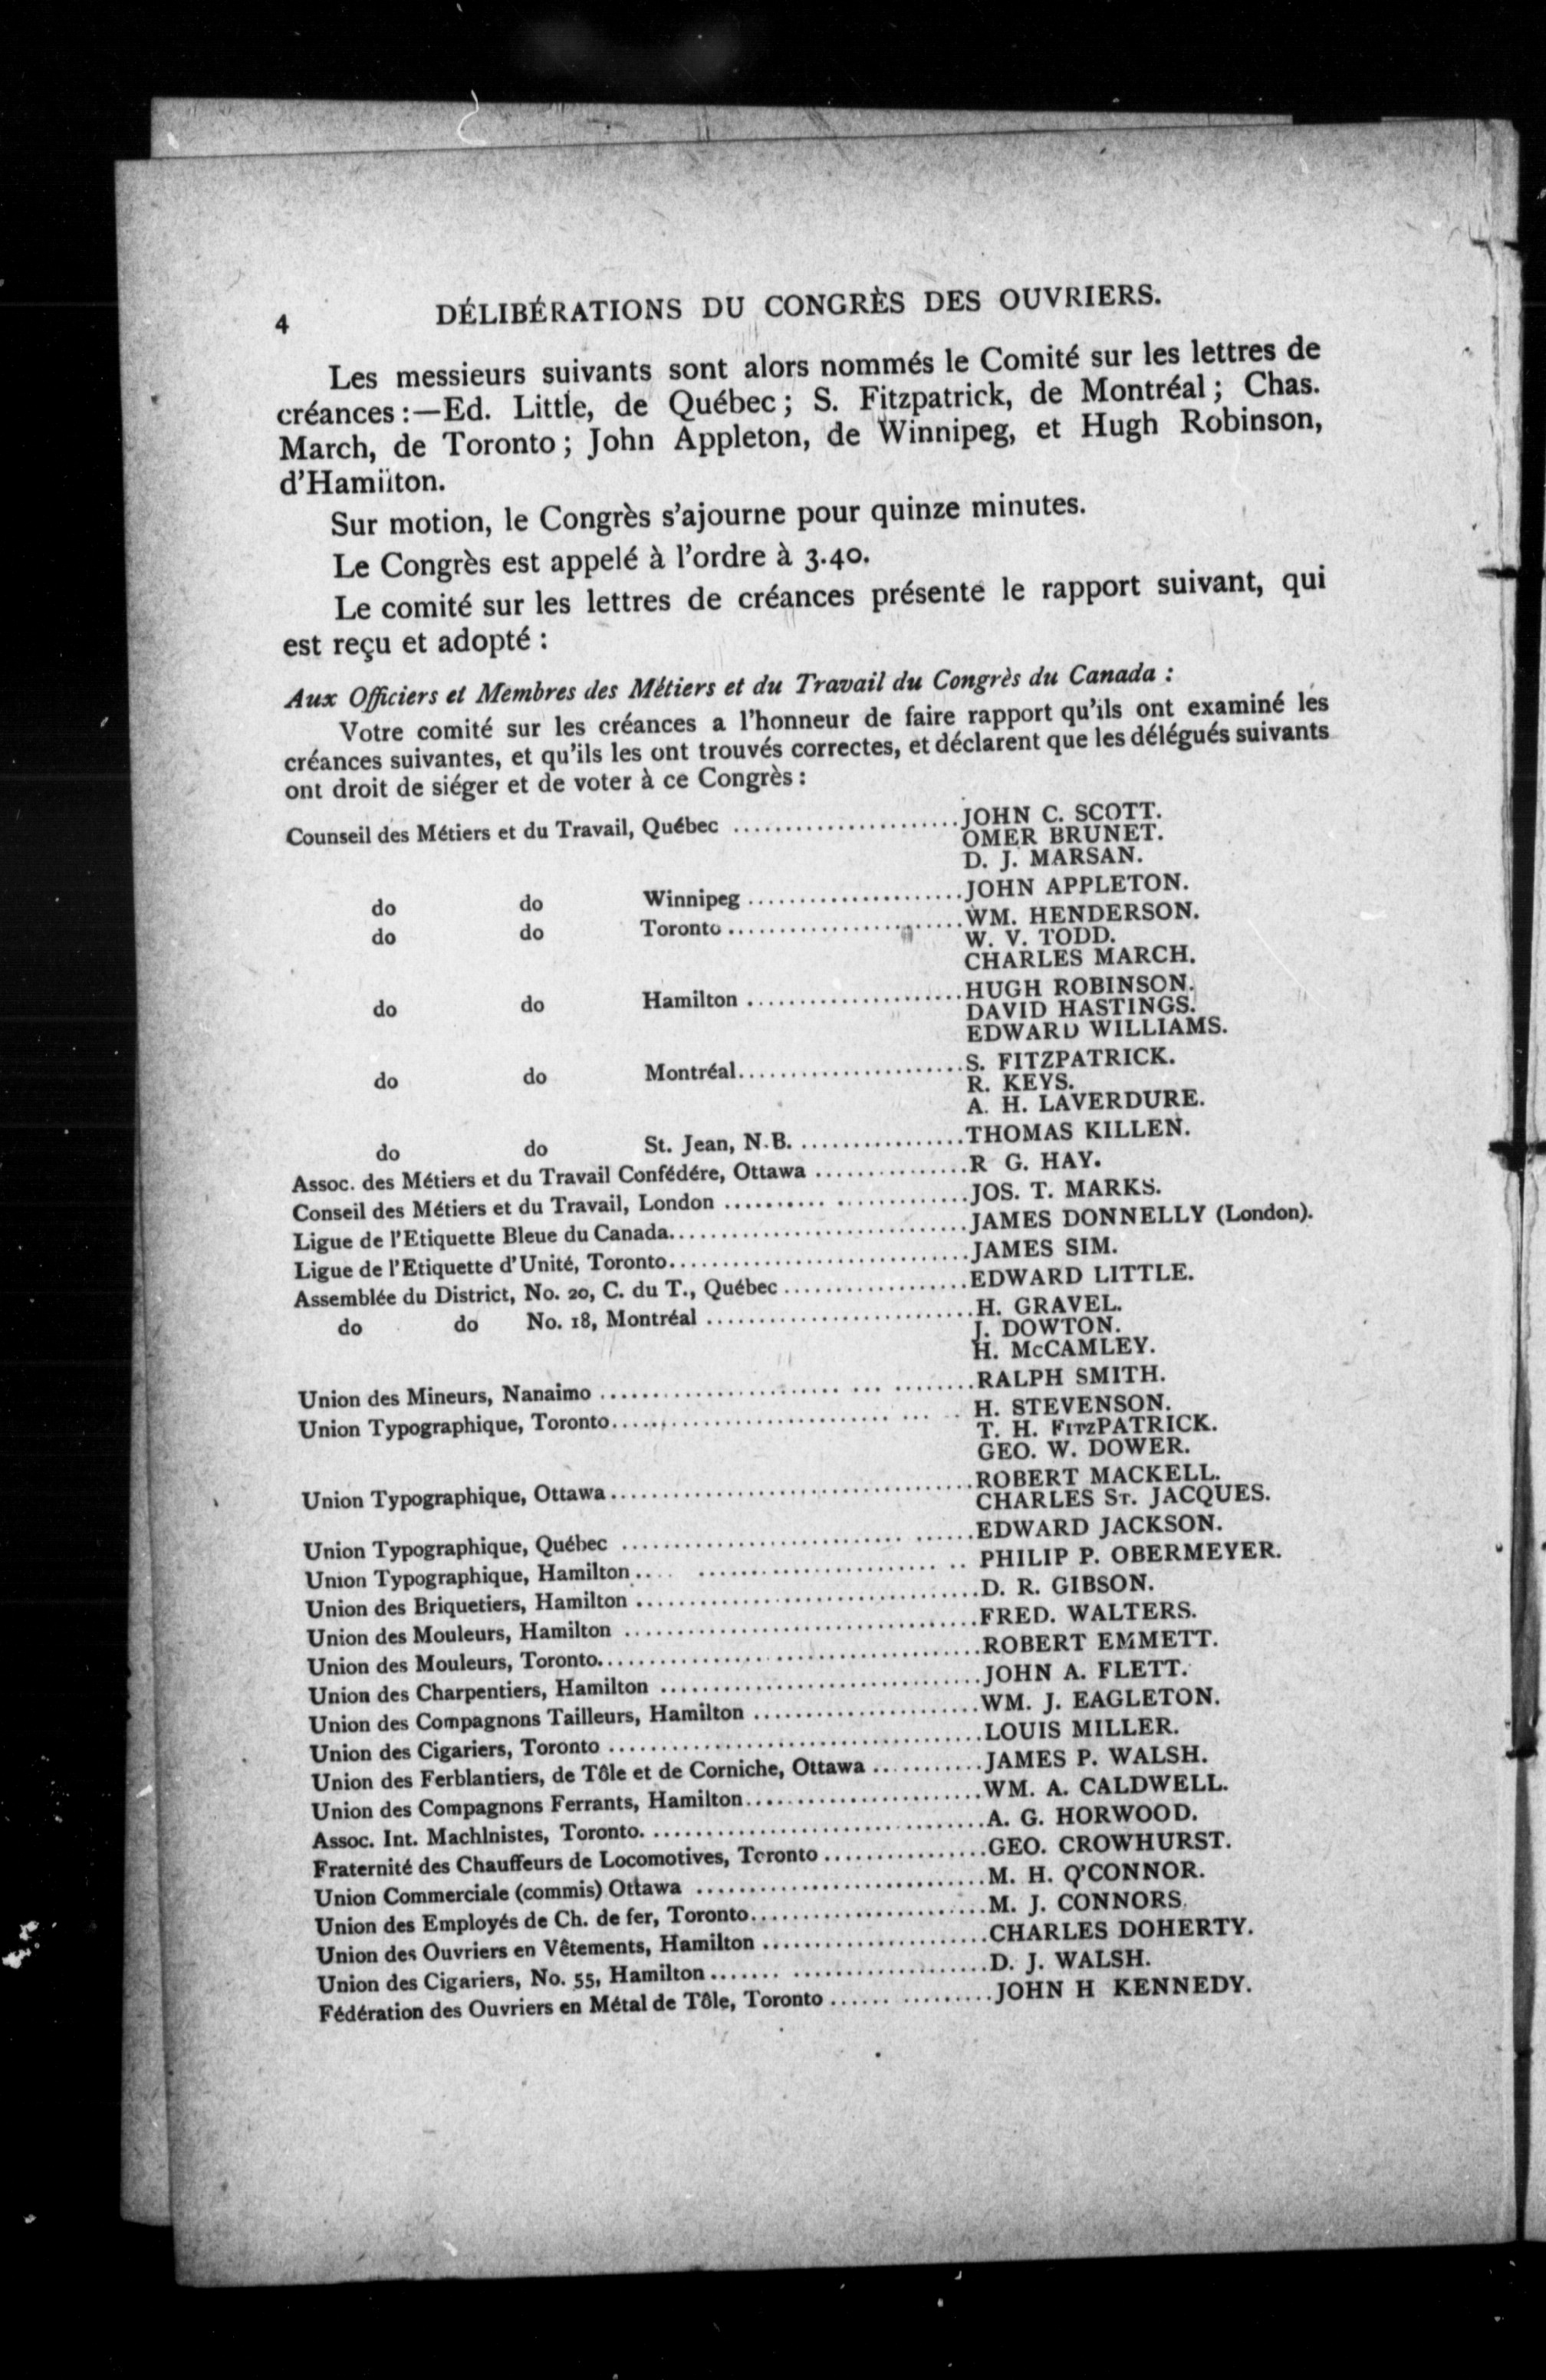 4 DÉLIBÉRATIONS DU CONGRÈS DES OUVRIERS.
Les messieurs suivants sont alors nommés le Comité sur les lettres de
créances :—Ed. Little, de Québec ; S. Fitzpatrick, de Montréal ; Chas.
March, de Toronto ; John Appleton, de Winnipeg, et Hugh Robinson,
d'Hamilton.
Sur motion, le Congrès s'ajourne pour quinze minutes.
Le Congrès est appelé à l'ordre à 3.40.
Le comité sur les lettres de créances présente le rapport suivant, qui
est reçu et adopté :
Aux Officiers et Membres des Métiers et du Travail du Congrès du Canada :
Votre comité sur les créances a l'honneur de faire rapport qu'ils ont examiné les
créances suivantes, et qu'ils les ont trouvés correctes, et déclarent que les délégués suivants
ont droit de siéger et de voter à ce Congrès :
Counseil des Métiers et du Travail, Québec ...................... JOHN C. SCOTT.
OMER BRUNET.
D. J. MARSAN.
do do Winnipeg ..................... JOHN APPLETON.
do do Toronto ....................... WM. HENDERSON.
W. V. TODD.
CHARLES MARCH.
do do Hamilton ..................... HUGH ROBINSON.
DAVID HASTINGS.
EDWARD WILLIAMS.
do do Montréal...................... S. FITZPATRICK.
R. KEYS.
A. H. LAVERDURE.
do do St. Jean, N.B. ................ THOMAS KILLEN.
Assoc. des Métiers et du Travail Confédére, Ottawa ............... R G. HAY.
Conseil des Métiers et du Travail, London .......... ............. JOS. T. MARKS.
Ligue de l'Etiquette Bleue du Canada............................. JAMES DONNELLY (London).
Ligue de l'Etiquette d'Unité, Toronto............................. JAMES SIM.
Assemblée du District, No. 20, C. du T., Québec .................. EDWARD LITTLE.
do do No. 18, Montréal .......................... H. GRAVEL.
J. DOWTON.
H. McCAMLEY.
Union des Mineurs, Nanaimo ....................... ... ........ RALPH SMITH.
Union Typographique, Toronto........................... ... .. H. STEVENSON.
T. H. FITZPATRICK.
GEO. W. DOWER.
Union Typographique, Ottawa ................................... ROBERT MACKELL.
CHARLES ST. JACQUES.
Union Typographique, Québec ........................... ...... EDWARD JACKSON.
Union Typographique, Hamilton .... ....................... .. PHILIP P. OBERMEYER.
Union des Briquetiers, Hamilton ................................. D. R. GIBSON.
Union des Mouleurs, Hamilton .................................. FRED. WALTERS.
Union des Mouleurs, Toronto..................................... ROBERT EMMETT.
Union des Charpentiers, Hamilton ............................... JOHN A. FLETT.
Union des Compagnons Tailleurs, Hamilton ...................... WM. J. EAGLETON.
Union des Cigariers, Toronto .................................... LOUIS MILLER.
Union des Ferblantiers, de Tôle et de Corniche, Ottawa ........... JAMES P. WALSH.
Union des Compagnons Ferrants, Hamilton....................... WM. A. CALDWELL.
Assoc. Int. MachInistes, Toronto. ................................ A. G. HORWOOD.
Fraternité des Chauffeurs de Locomotives, Toronto ................ GEO. CROWHURST.
Union Commerciale (commis) Ottawa ............................ M. H. O'CONNOR.
Union des Employés de Ch. de fer, Toronto....................... M. J. CONNORS.
Union des Ouvriers en Vêtements, Hamilton ...................... CHARLES DOHERTY.
Union des Cigariers, No. 55, Hamilton ....... ................... D. J. WALSH.
Fédération des Ouvriers en Métal de Tôle, Toronto ...... ......... JOHN H KENNEDY.